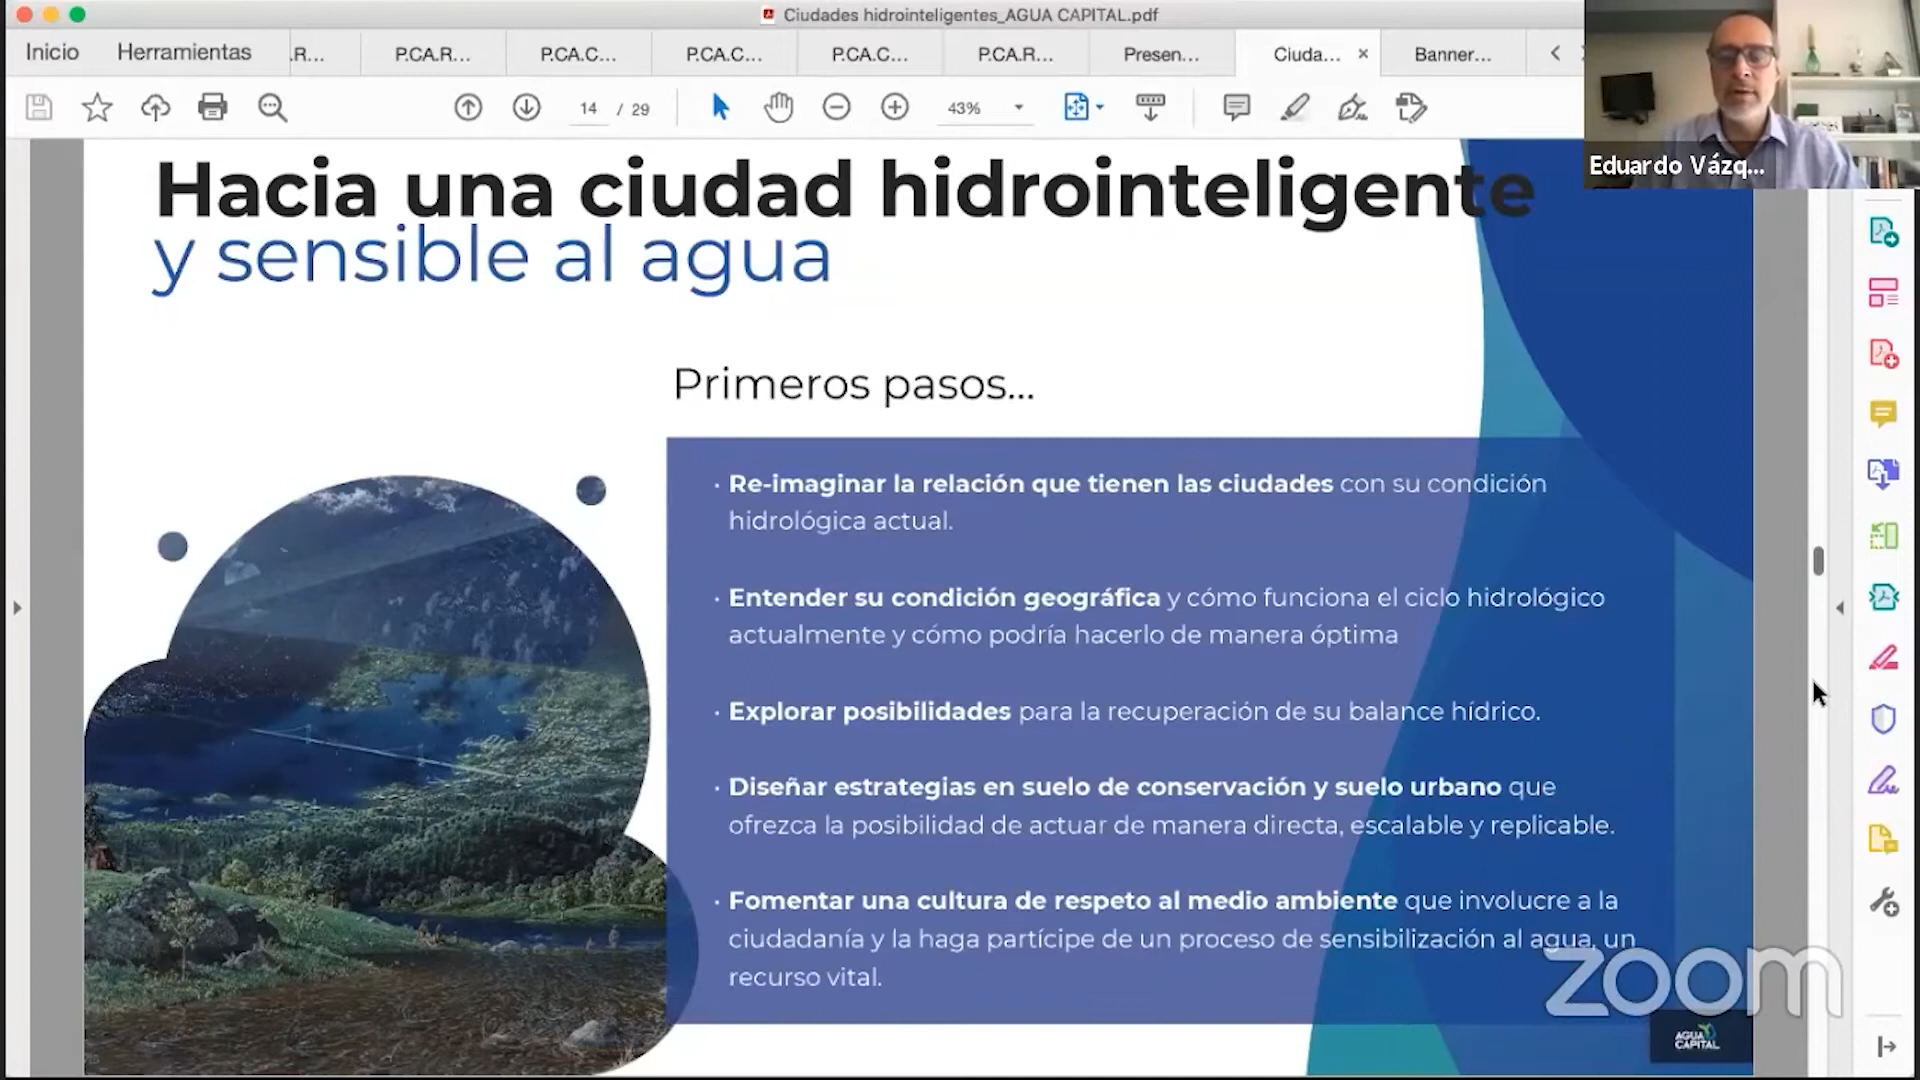 Ciudades hidrointeligentes_AGUA CAPITAL.pdf
Inicio Herramientas .R... P.CA.R... P.CA.C... P.CA.C... P.CA.C... P.CA.R... Presen... Ciuda... Banner...
14 / 29 43%
Eduardo Vázq...
Hacia una ciudad hidrointeligente
y sensible al agua
Primeros pasos...
· Re-imaginar la relación que tienen las ciudades con su condición
hidrológica actual.
· Entender su condición geográfica y cómo funciona el ciclo hidrológico
actualmente y cómo podría hacerlo de manera óptima
· Explorar posibilidades para la recuperación de su balance hídrico.
· Diseñar estrategias en suelo de conservación y suelo urbano que
ofrezca la posibilidad de actuar de manera directa, escalable y replicable.
· Fomentar una cultura de respeto al medio ambiente que involucre a la
ciudadanía y la haga partícipe de un proceso de sensibilización al agua, un
recurso vital.
zoom
AGUA
CAPITAL